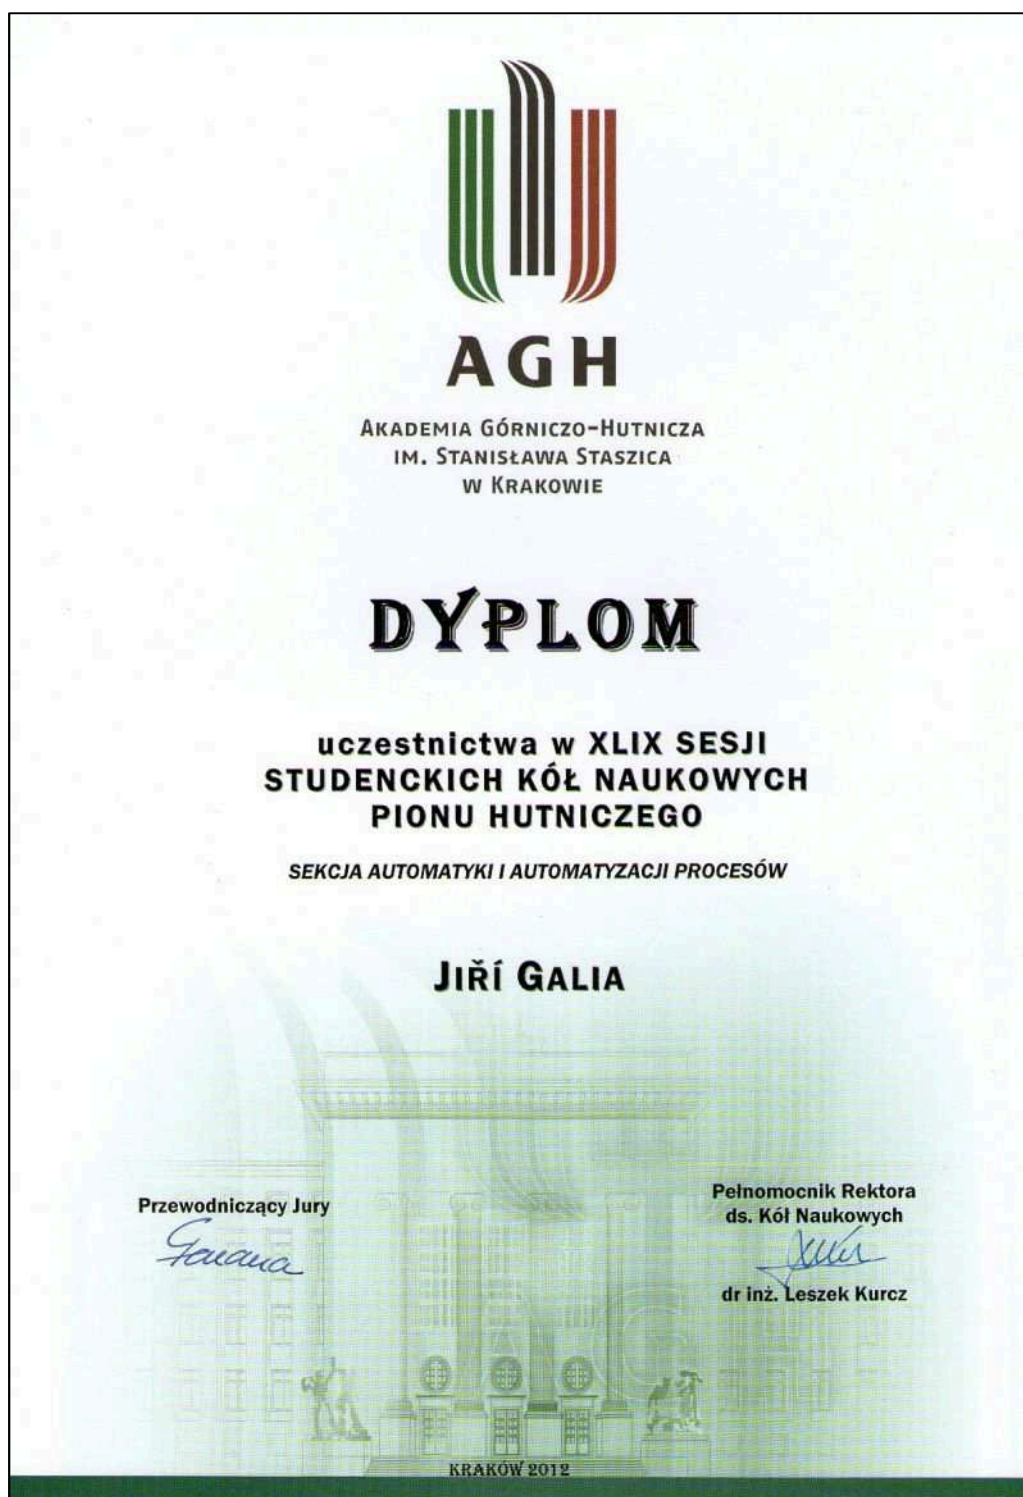 AGH
AKADEMIA GÓRNICZO-HUTNICZA
IM. STANISŁAWA STASZICA
W KRAKOWIE
DYPLOM
uczestnictwa w XLIX SESJI
STUDENCKICH KÓŁ NAUKOWYCH
PIONU HUTNICZEGO
SEKCJA AUTOMATYKI I AUTOMATYZACJI PROCESÓW
JIŘÍ GALIA
Przewodniczący Jury
Pełnomocnik Rektora
ds. Kół Naukowych
dr inż. Leszek Kurcz
KRAKÓW 2012